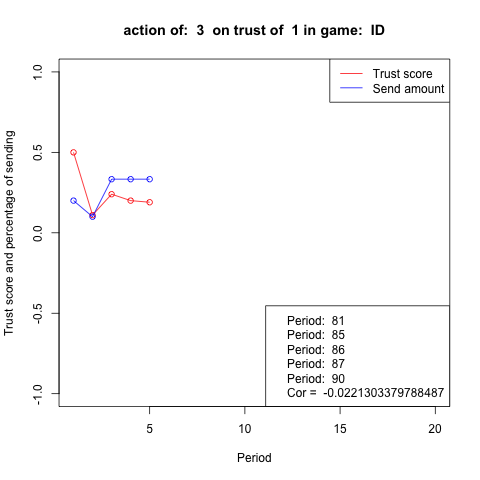 action of:  3  on trust of  1 in game:  ID
Trust score
Send amount
Trust score and percentage of sending
1.0
0.5
0.0
-0.5
-1.0
Period:  81
Period:  85
Period:  86
Period:  87
Period:  90
Cor =  -0.0221303379788487
5 10 15 20
Period